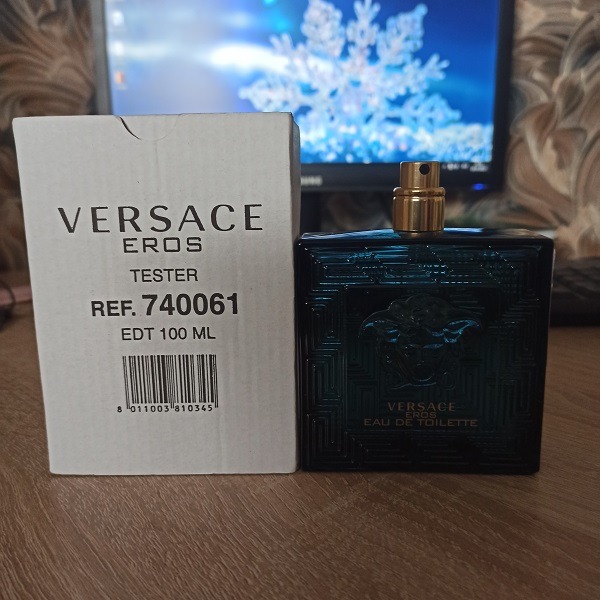 VERSACE
EROS
TESTER
REF. 740061
EDT 100 ML
8 011003 810345
VERSACE
EROS
EAU DE TOILETTE